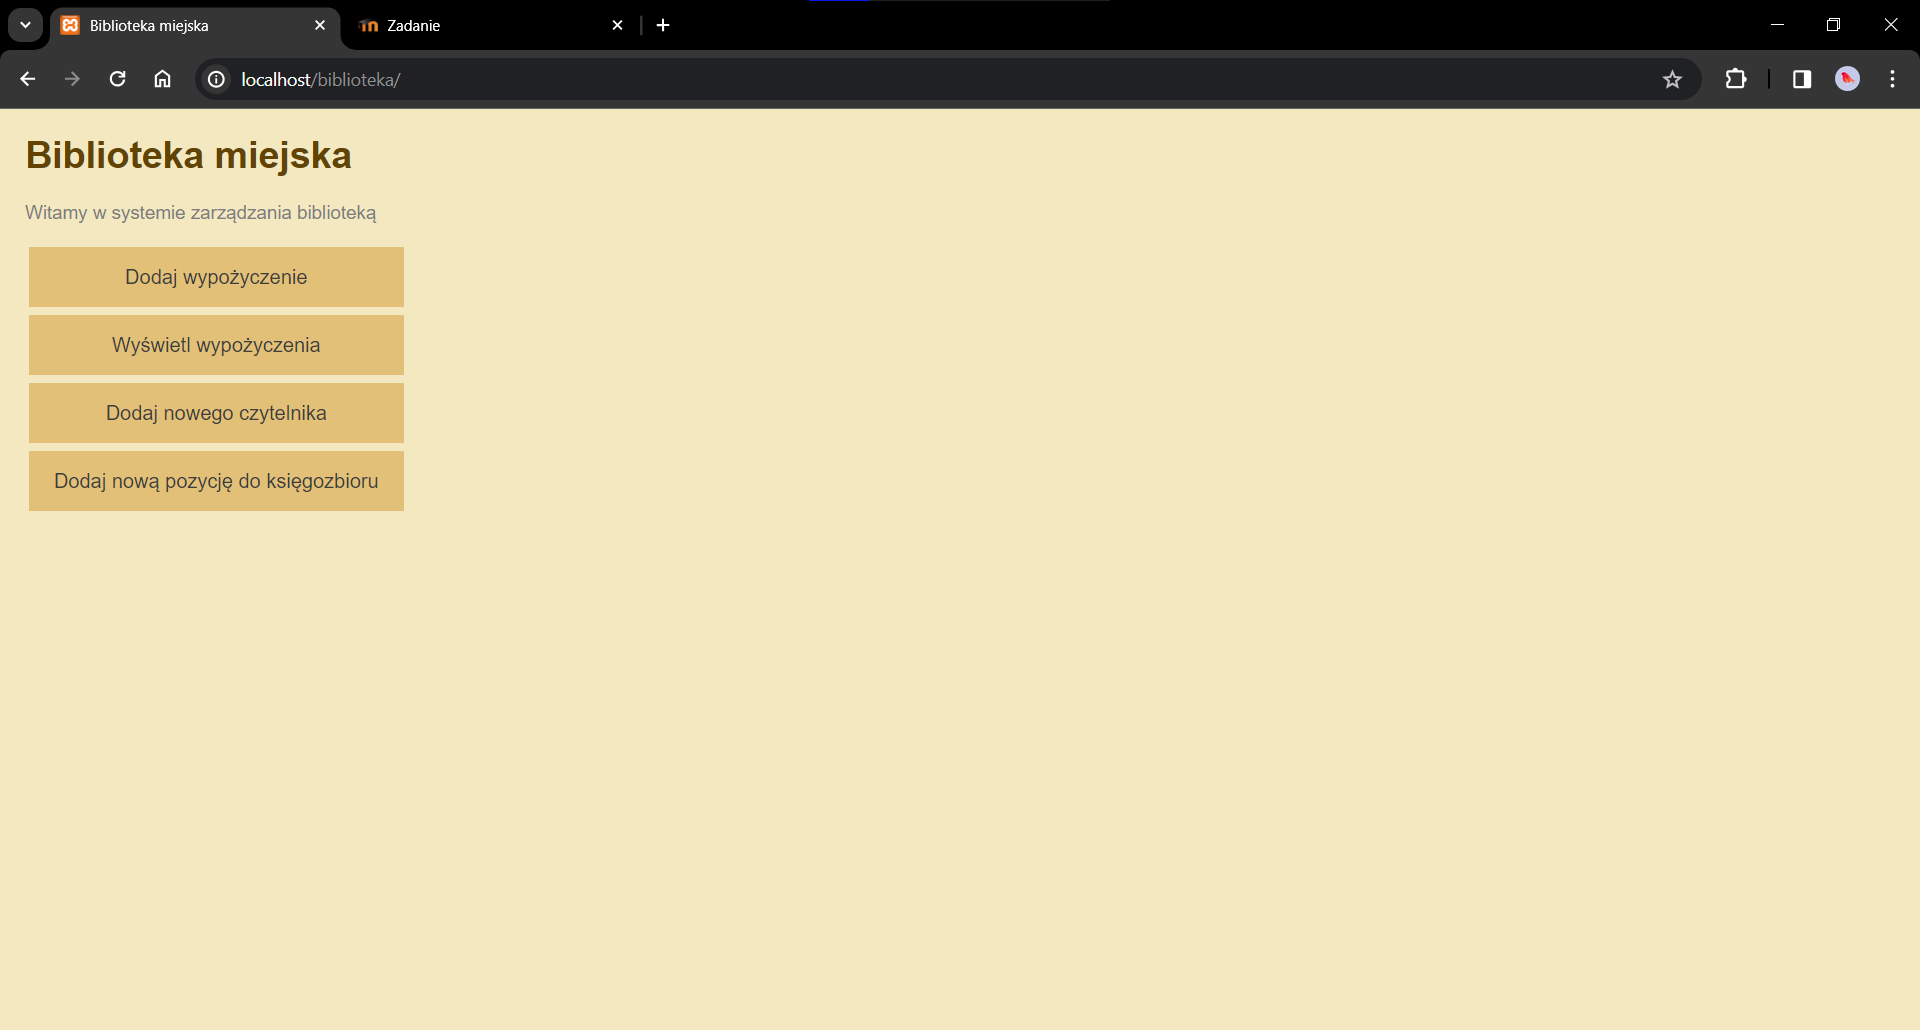 Biblioteka miejska
Zadanie
localhost/biblioteka/
Biblioteka miejska
Witamy w systemie zarządzania biblioteką
Dodaj wypożyczenie
Wyświetl wypożyczenia
Dodaj nowego czytelnika
Dodaj nową pozycję do księgozbioru